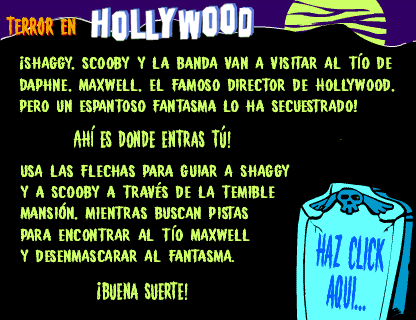 TERROR EN HOLLYWOOD
¡SHAGGY, SCOOBY Y LA BANDA VAN A VISITAR AL TÍO DE
DAPHNE, MAXWELL, EL FAMOSO DIRECTOR DE HOLLYWOOD,
PERO UN ESPANTOSO FANTASMA LO HA SECUESTRADO!
AHÍ ES DONDE ENTRAS TÚ!
USA LAS FLECHAS PARA GUIAR A SHAGGY
Y A SCOOBY A TRAVÉS DE LA TEMIBLE
MANSIÓN, MIENTRAS BUSCAN PISTAS
PARA ENCONTRAR AL TÍO MAXWELL
Y DESENMASCARAR AL FANTASMA.
¡BUENA SUERTE!
HAZ CLICK
AQUI...